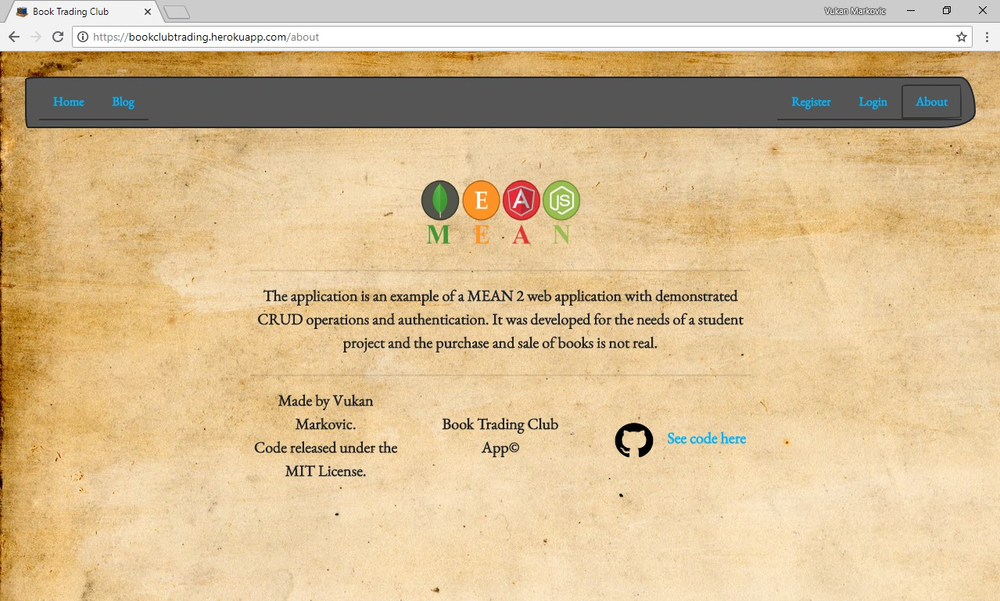 Book Trading Club
Vukan Markovic
https://bookclubtrading.herokuapp.com/about
Home Blog Register Login About
E A JS
M E A N
The application is an example of a MEAN 2 web application with demonstrated
CRUD operations and authentication. It was developed for the needs of a student
project and the purchase and sale of books is not real.
Made by Vukan
Markovic.
Code released under the
MIT License.
Book Trading Club
App©
See code here